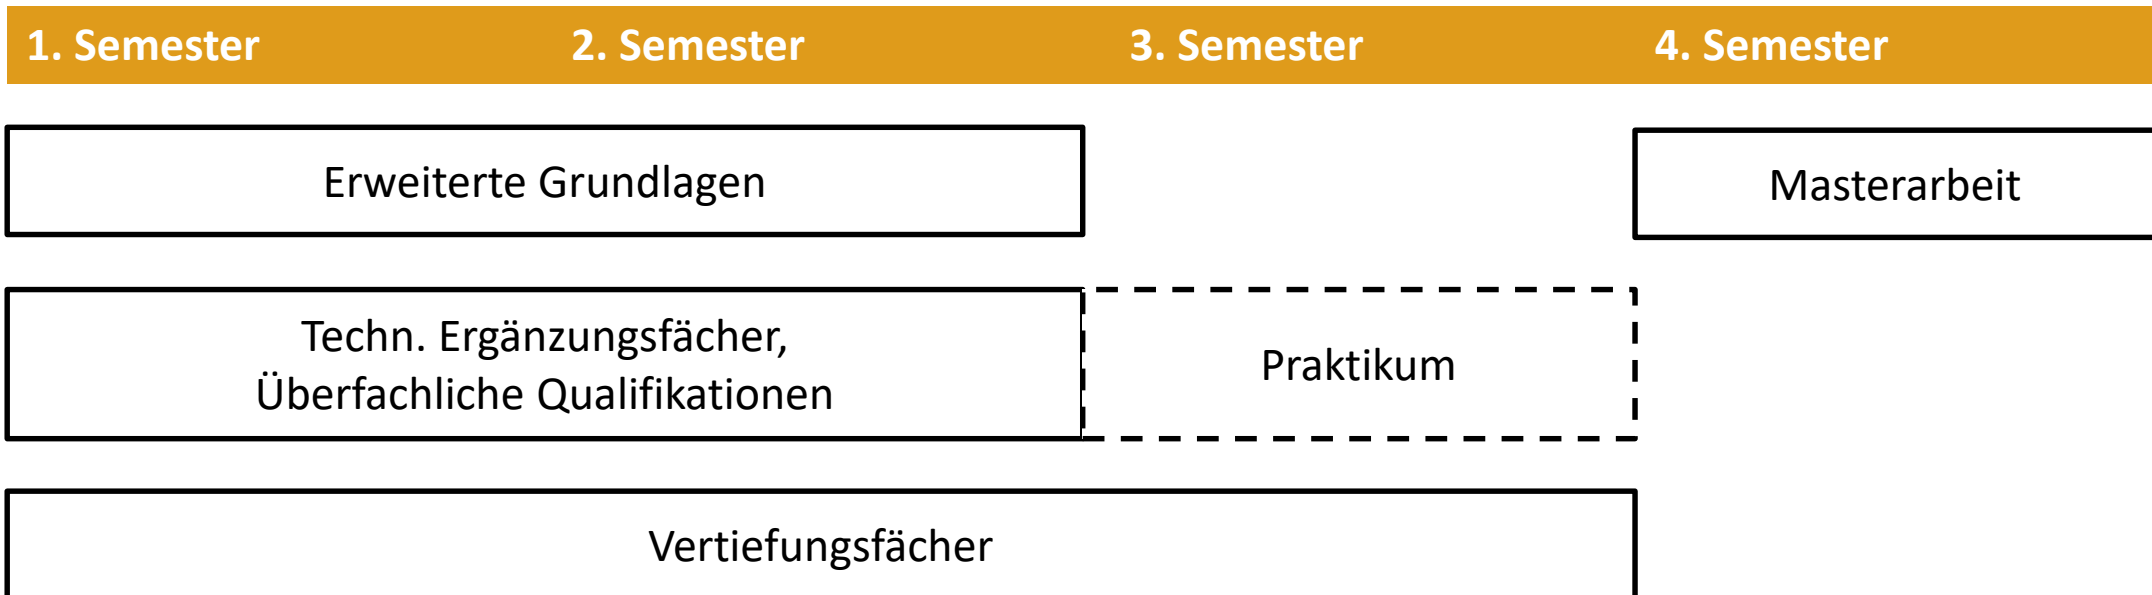 1. Semester 2. Semester 3. Semester 4. Semester
Erweiterte Grundlagen
Masterarbeit
Techn. Ergänzungsfächer,
Überfachliche Qualifikationen
Praktikum
Vertiefungsfächer